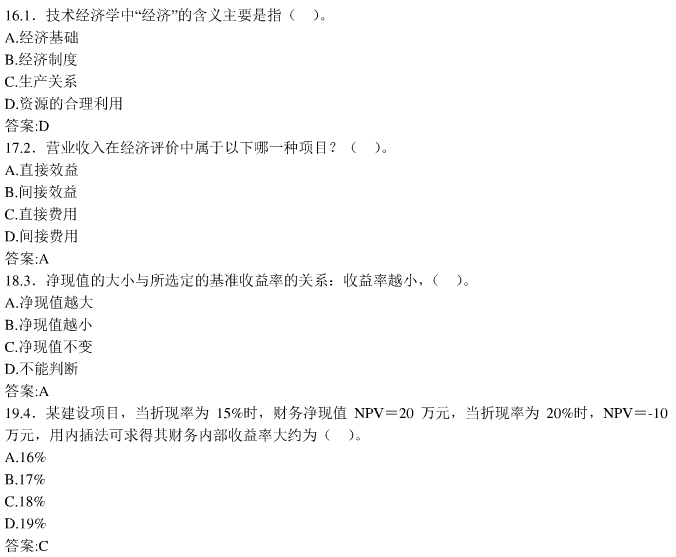 16.1．技术经济学中“经济”的含义主要是指（　）。
A.经济基础
B.经济制度
C.生产关系
D.资源的合理利用
答案:D
17.2．营业收入在经济评价中属于以下哪一种项目？（　）。
A.直接效益
B.间接效益
C.直接费用
D.间接费用
答案:A
18.3．净现值的大小与所选定的基准收益率的关系：收益率越小，（　）。
A.净现值越大
B.净现值越小
C.净现值不变
D.不能判断
答案:A
19.4．某建设项目，当折现率为 15%时，财务净现值 NPV＝20 万元，当折现率为 20%时，NPV＝-10
万元，用内插法可求得其财务内部收益率大约为（　）。
A.16%
B.17%
C.18%
D.19%
答案:C